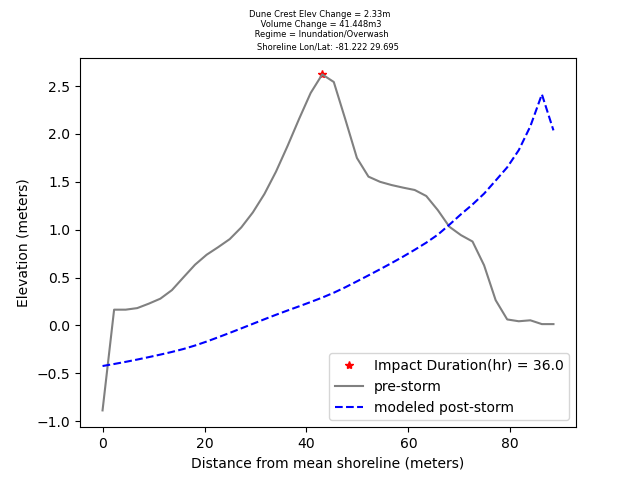 Dune Crest Elev Change = 2.33m
Volume Change = 41.448m3
Regime = Inundation/Overwash
Shoreline Lon/Lat: -81.222 29.695
2.5
2.0
1.5
1.0
0.5
0.0
−0.5
−1.0
Elevation (meters)
Impact Duration(hr) = 36.0
pre-storm
modeled post-storm
0 20 40 60 80
Distance from mean shoreline (meters)